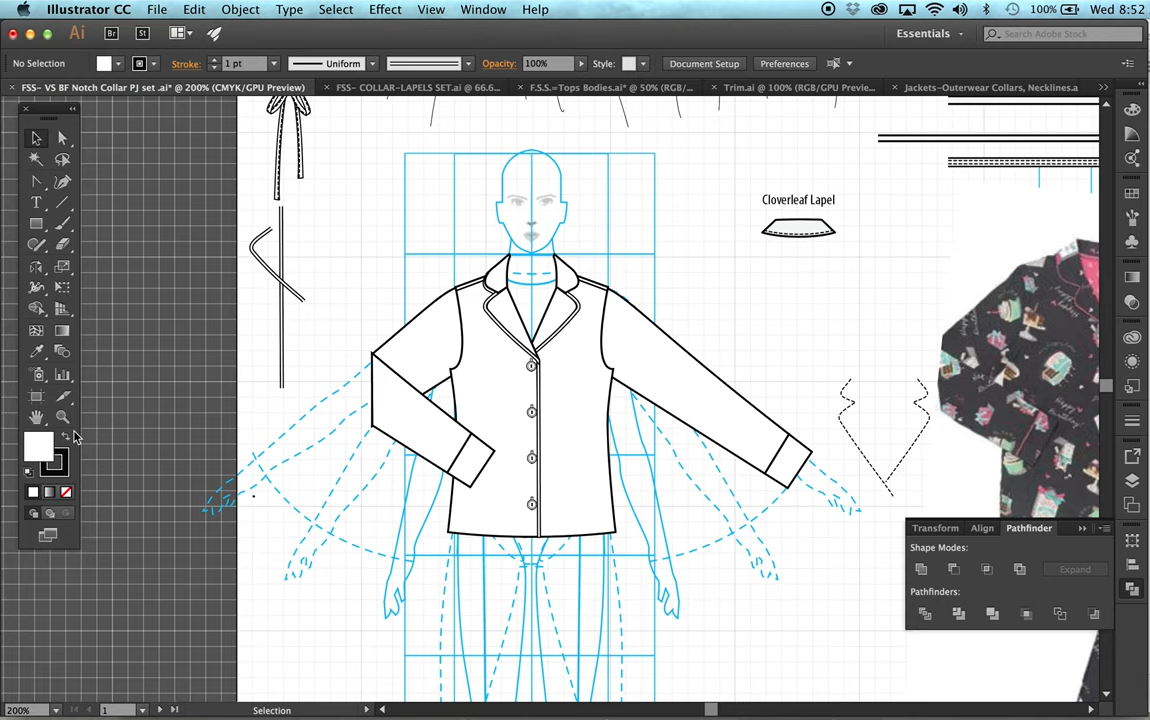 Illustrator CC File Edit Object Type Select Effect View Window Help 100% Wed 8:52
Ai Br St Essentials Search Adobe Stock
No Selection Stroke: 1 pt Uniform Opacity: 100% Style: Document Setup Preferences
× FSS- VS BF Notch Collar PJ set .ai* @ 200% (CMYK/GPU Preview) × FSS- COLLAR-LAPELS SET.ai @ 66.6... × F.S.S.=Tops Bodies.ai* @ 50% (RGB/... × Trim.ai @ 100% (RGB/GPU Previe... × Jackets-Outerwear Collars, Necklines.a
Cloverleaf Lapel
Transform Align Pathfinder
Shape Modes:
Expand
Pathfinders:
200% 1 Selection